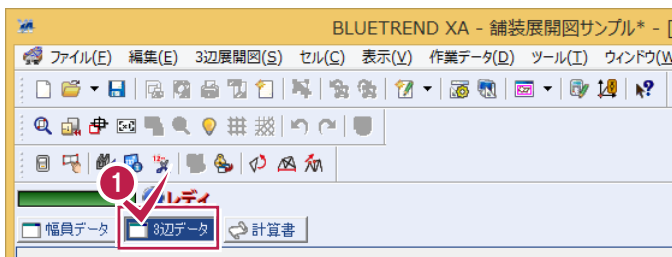 BLUETREND XA - 舗装展開図サンプル* - [
ファイル(F) 編集(E) 3辺展開図(S) セル(C) 表示(V) 作業データ(D) ツール(T) ウィンドウ(W
1 レディ
幅員データ 3辺データ 計算書